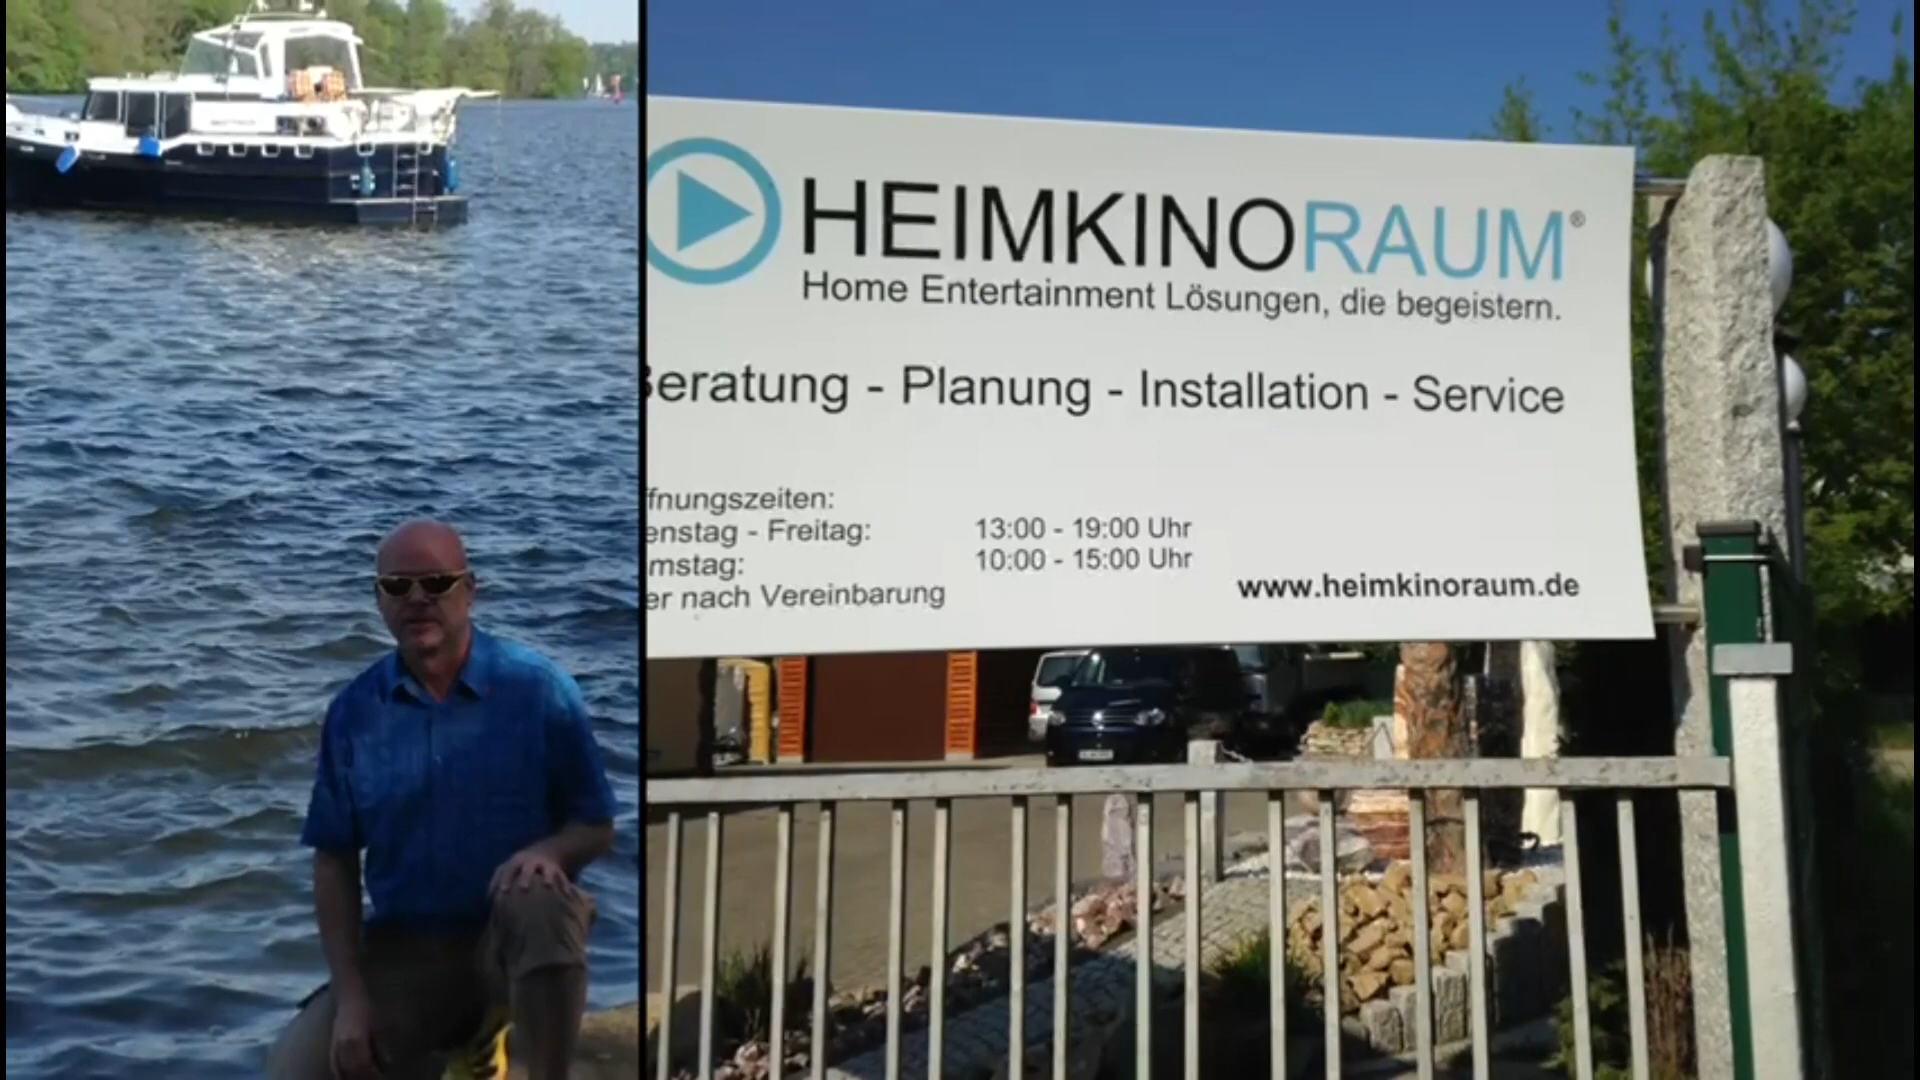 HEIMKINORAUM®
Home Entertainment Lösungen, die begeistern.
Beratung - Planung - Installation - Service
ffnungszeiten:
enstag - Freitag: 13:00 - 19:00 Uhr
mstag: 10:00 - 15:00 Uhr
er nach Vereinbarung
www.heimkinoraum.de